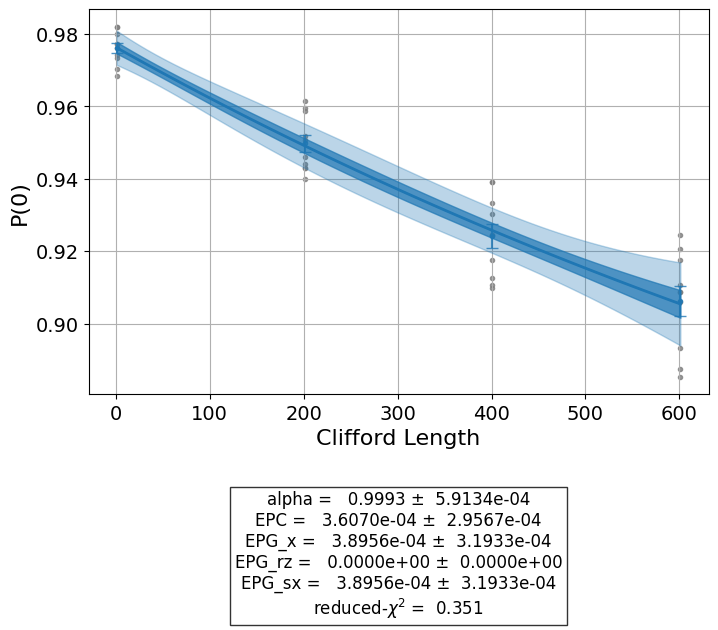 0.98
0.96
0.94
0.92
0.90
P(0)
0 100 200 300 400 500 600
Clifford Length
alpha = 0.9993 ± 5.9134e-04
EPC = 3.6070e-04 ± 2.9567e-04
EPG_x = 3.8956e-04 ± 3.1933e-04
EPG_rz = 0.0000e+00 ± 0.0000e+00
EPG_sx = 3.8956e-04 ± 3.1933e-04
reduced-χ² = 0.351